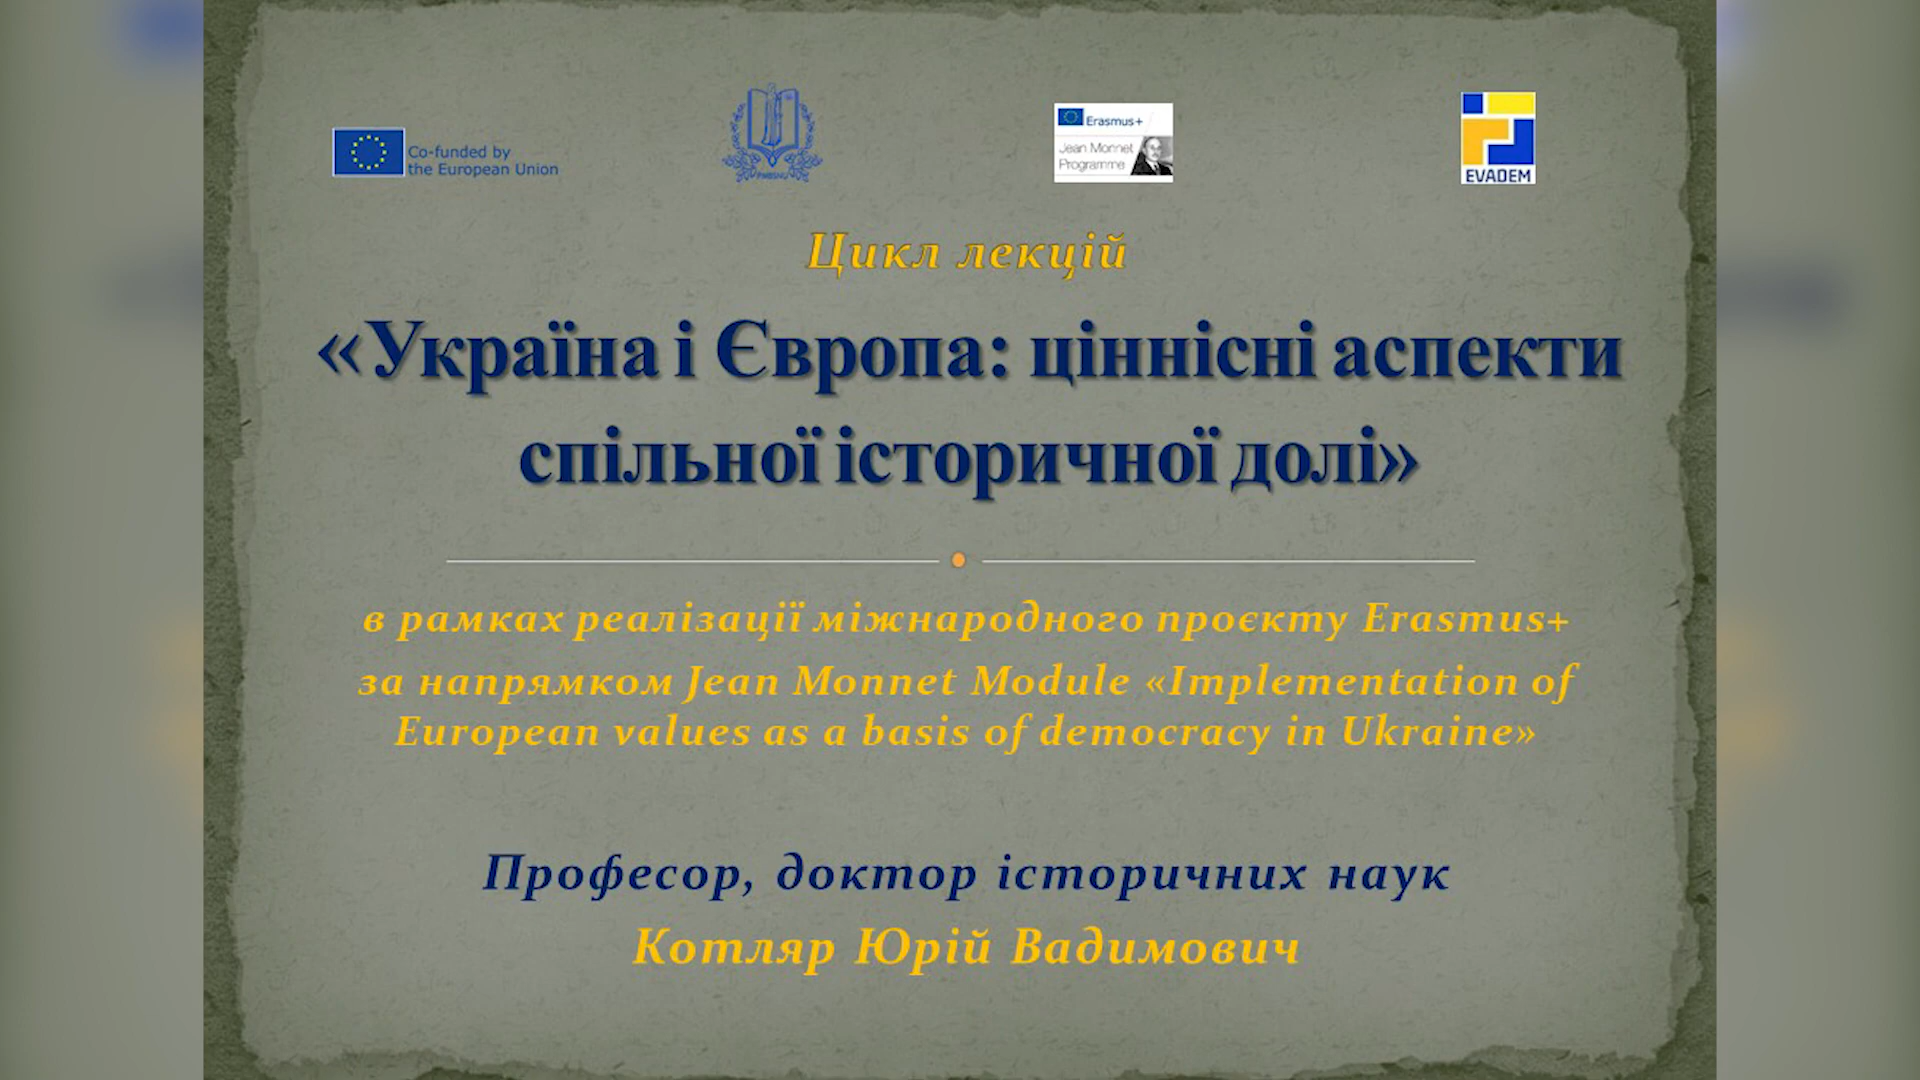 Co-funded by
the European Union
Erasmus+
Jean Monnet
Programme
EVADEM
Цикл лекцій
«Україна і Європа: ціннісні аспекти
спільної історичної долі»
в рамках реалізації міжнародного проєкту Erasmus+
за напрямком Jean Monnet Module «Implementation of
European values as a basis of democracy in Ukraine»
Професор, доктор історичних наук
Котляр Юрій Вадимович